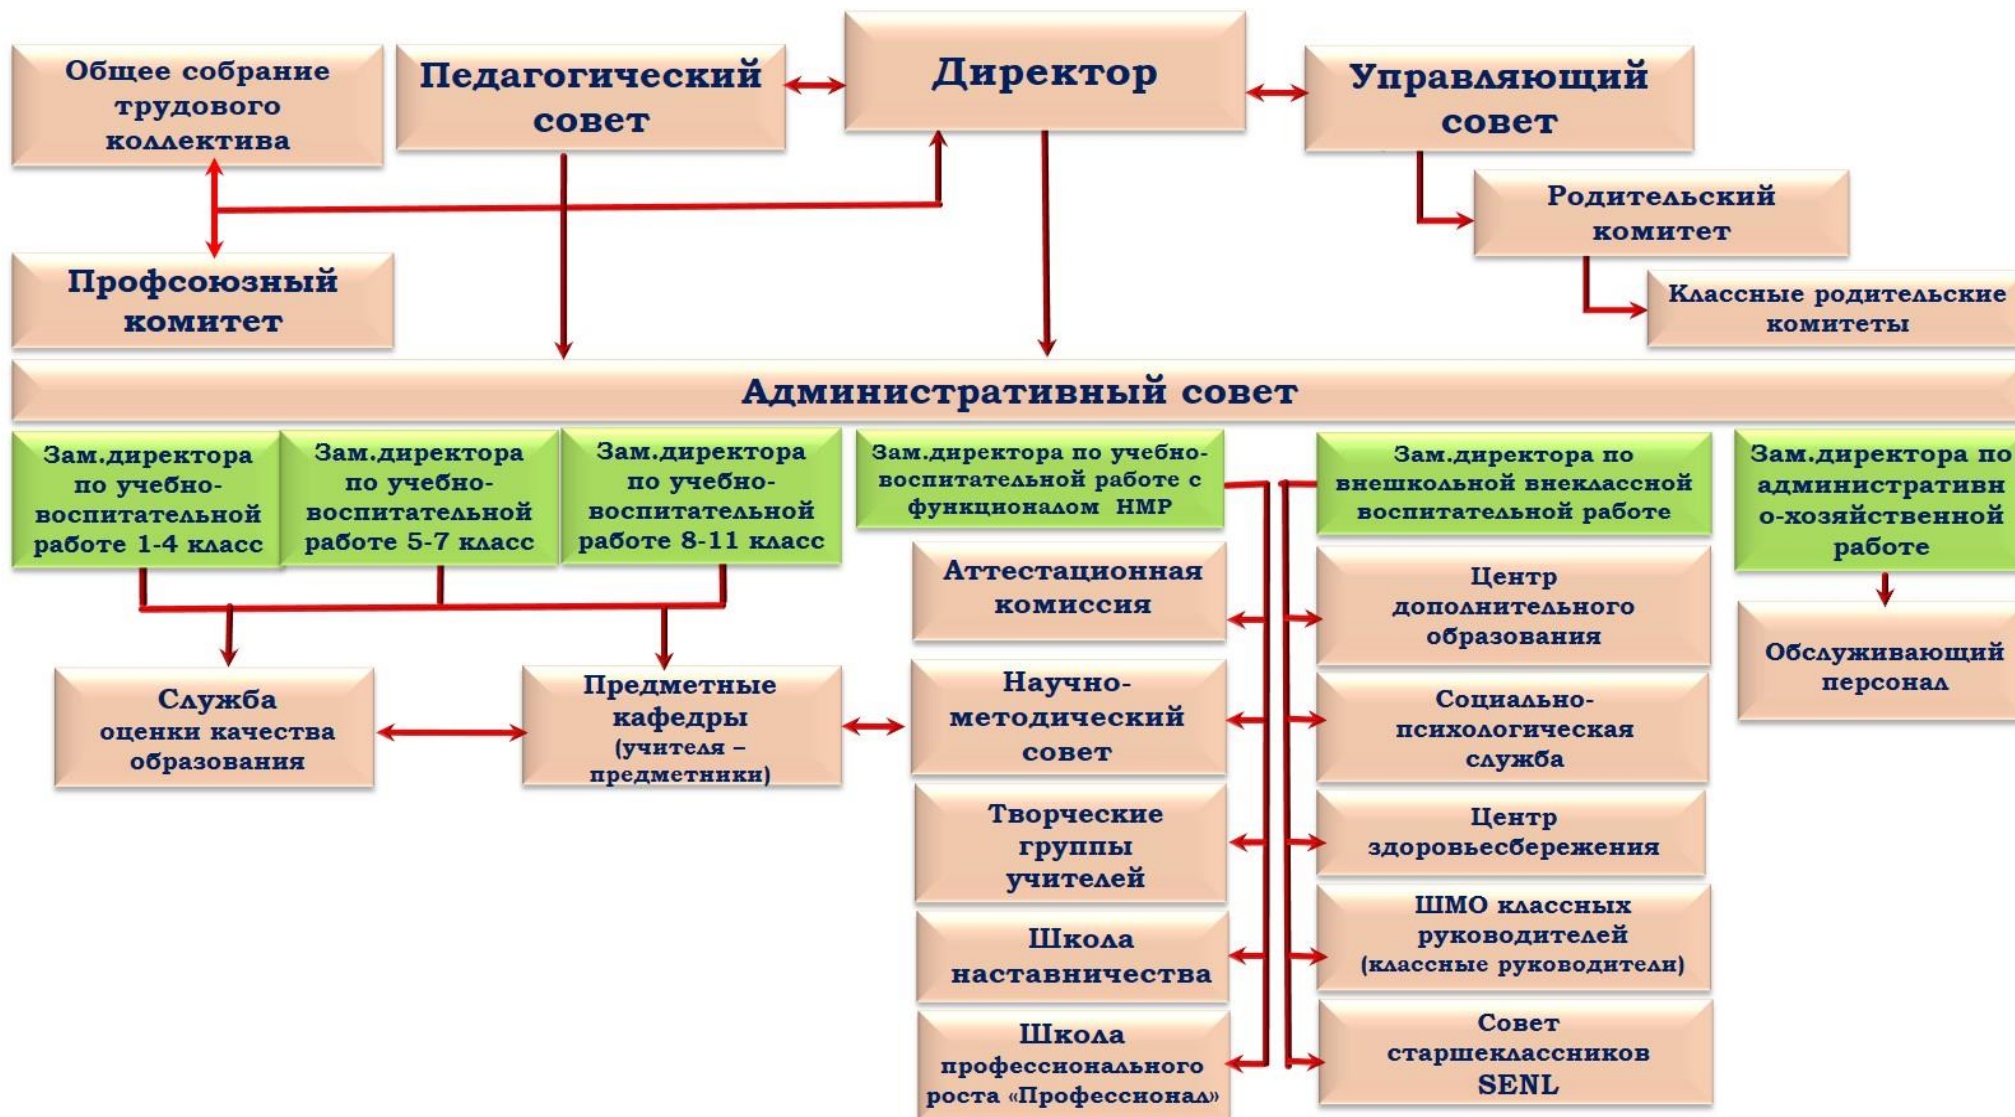 Общее собрание
трудового
коллектива
Педагогический
совет
Директор
Управляющий
совет
Родительский
комитет
Классные родительские
комитеты
Профсоюзный
комитет
Административный совет
Зам.директора
по учебно-
воспитательной
работе 1-4 класс
Зам.директора
по учебно-
воспитательной
работе 5-7 класс
Зам.директора
по учебно-
воспитательной
работе 8-11 класс
Зам.директора по учебно-
воспитательной работе с
функционалом НМР
Зам.директора по
внешкольной внеклассной
воспитательной работе
Зам.директора по
административн
о-хозяйственной
работе
Служба
оценки качества
образования
Предметные
кафедры
(учителя –
предметники)
Аттестационная
комиссия
Научно-
методический
совет
Творческие
группы
учителей
Школа
наставничества
Школа
профессионального
роста «Профессионал»
Центр
дополнительного
образования
Социально-
психологическая
служба
Центр
здоровьесбережения
ШМО классных
руководителей
(классные руководители)
Совет
старшеклассников
SENL
Обслуживающий
персонал